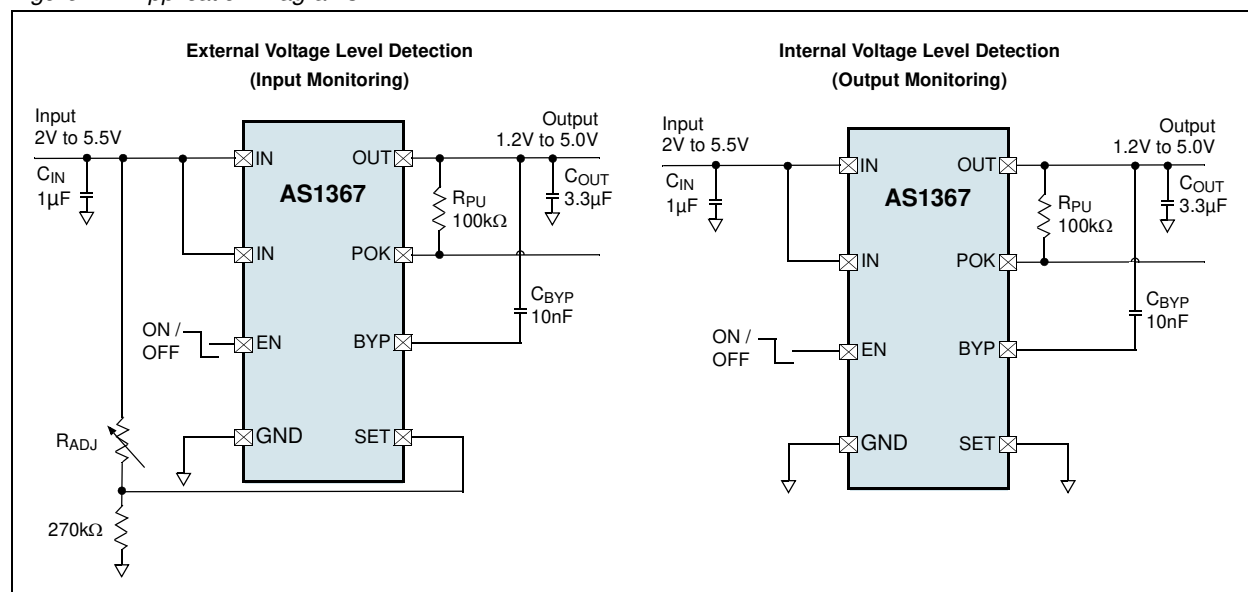 External Voltage Level Detection
(Input Monitoring)
Input
2V to 5.5V
CIN
1µF
IN
OUT
AS1367
Output
1.2V to 5.0V
COUT
3.3µF
RPU
100kΩ
IN
POK
CBYP
10nF
ON /
OFF
EN
BYP
RADJ
GND
SET
270kΩ
Internal Voltage Level Detection
(Output Monitoring)
Input
2V to 5.5V
CIN
1µF
IN
OUT
AS1367
Output
1.2V to 5.0V
COUT
3.3µF
RPU
100kΩ
IN
POK
CBYP
10nF
ON /
OFF
EN
BYP
GND
SET